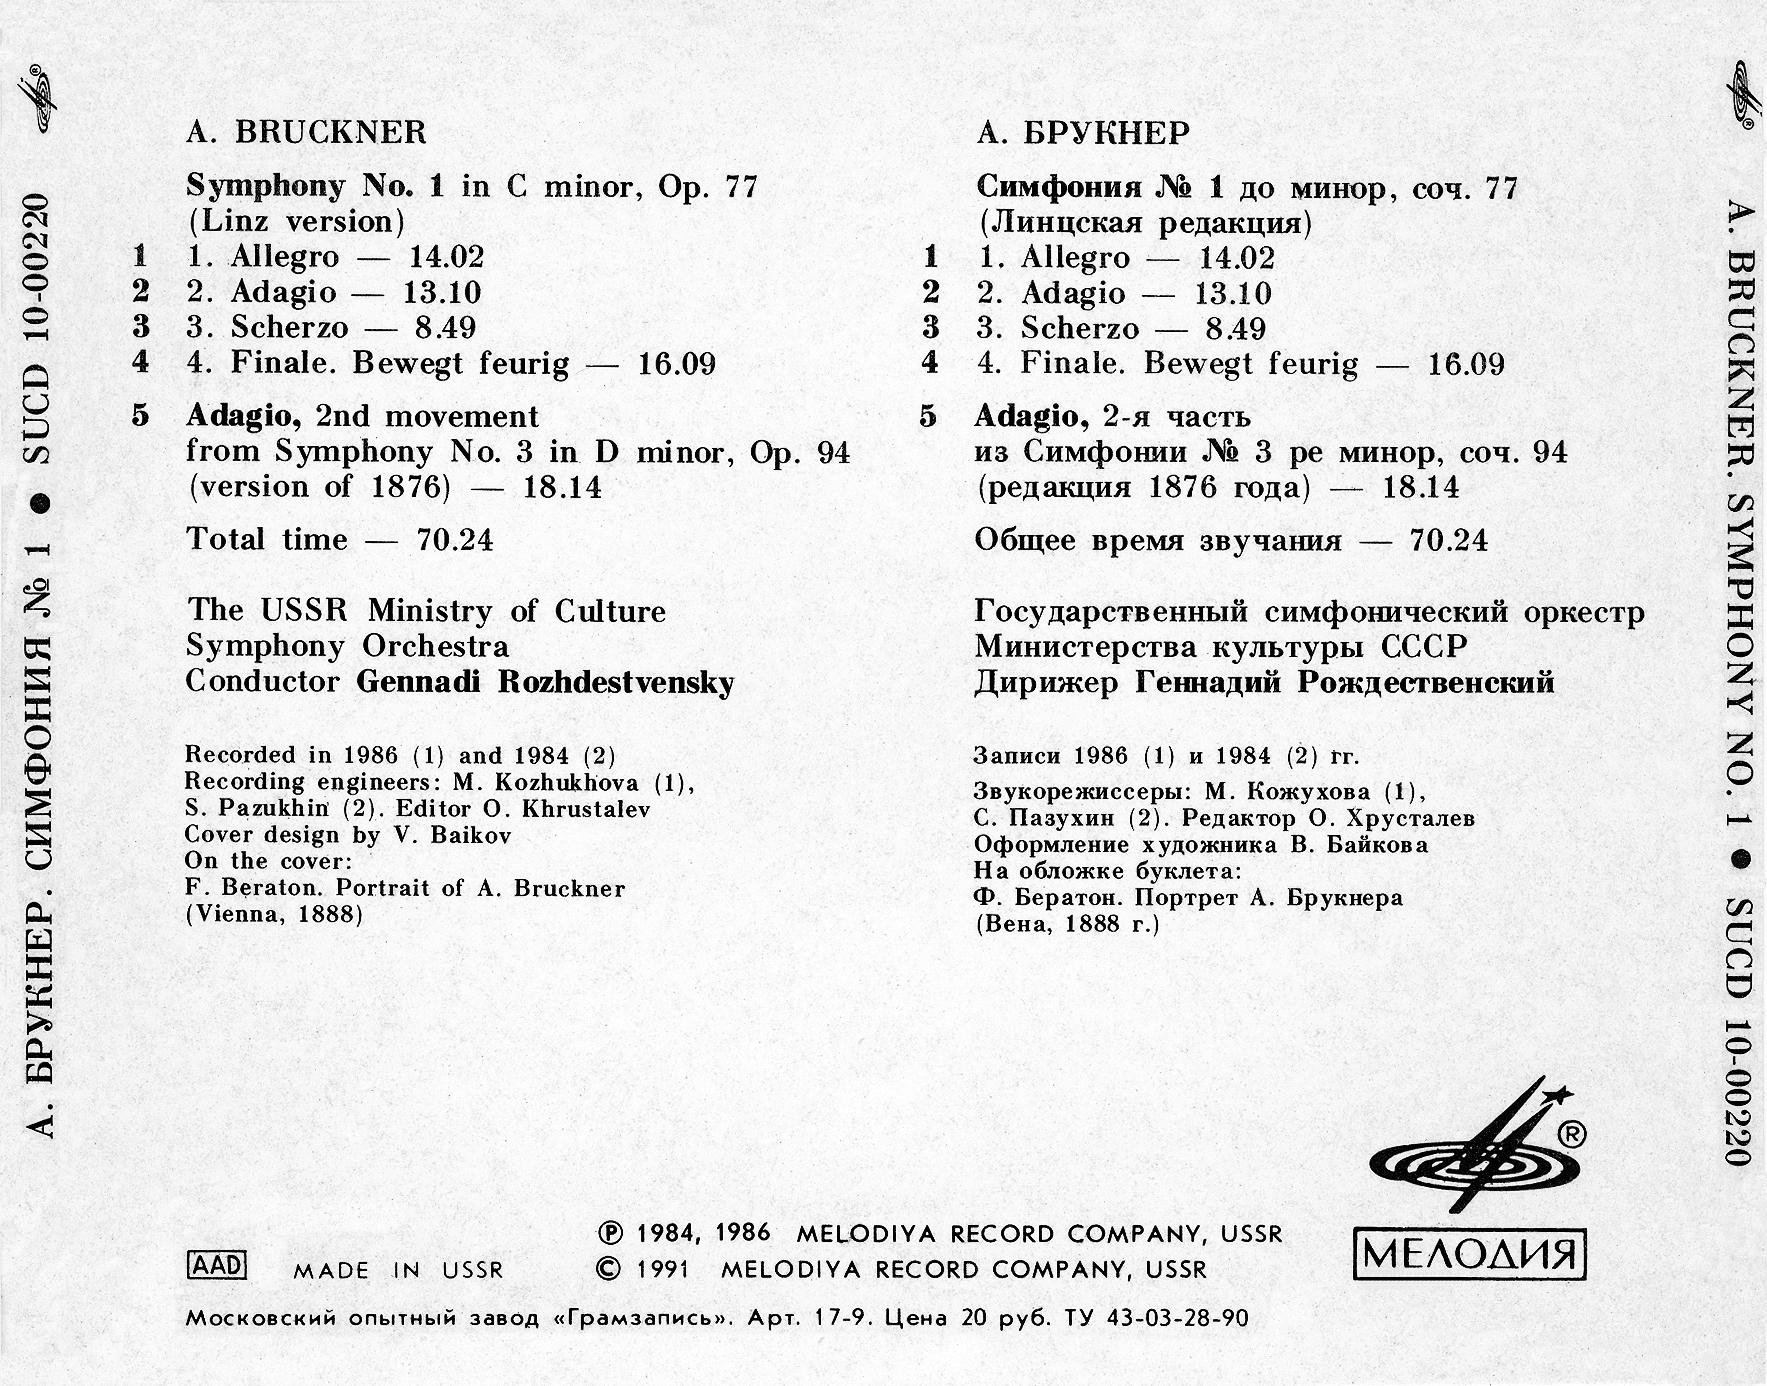 А. БРУКНЕР. СИМФОНИЯ № 1 ● SUCD 10-00220
®
A. BRUCKNER
Symphony No. 1 in C minor, Op. 77
(Linz version)
1 1. Allegro — 14.02
2 2. Adagio — 13.10
3 3. Scherzo — 8.49
4 4. Finale. Bewegt feurig — 16.09
5 Adagio, 2nd movement
from Symphony No. 3 in D minor, Op. 94
(version of 1876) — 18.14
Total time — 70.24
The USSR Ministry of Culture
Symphony Orchestra
Conductor Gennadi Rozhdestvensky
Recorded in 1986 (1) and 1984 (2)
Recording engineers: M. Kozhukhova (1),
S. Pazukhin (2). Editor O. Khrustalev
Cover design by V. Baikov
On the cover:
F. Beraton. Portrait of A. Bruckner
(Vienna, 1888)
А. БРУКНЕР
Симфония № 1 до минор, соч. 77
(Линцская редакция)
1 1. Allegro — 14.02
2 2. Adagio — 13.10
3 3. Scherzo — 8.49
4 4. Finale. Bewegt feurig — 16.09
5 Adagio, 2-я часть
из Симфонии № 3 ре минор, соч. 94
(редакция 1876 года) — 18.14
Общее время звучания — 70.24
Государственный симфонический оркестр
Министерства культуры СССР
Дирижер Геннадий Рождественский
Записи 1986 (1) и 1984 (2) гг.
Звукорежиссеры: М. Кожухова (1),
С. Пазухин (2). Редактор О. Хрусталев
Оформление художника В. Байкова
На обложке буклета:
Ф. Бератон. Портрет А. Брукнера
(Вена, 1888 г.)
®
МЕЛОДИЯ
℗ 1984, 1986 MELODIYA RECORD COMPANY, USSR
AAD MADE IN USSR © 1991 MELODIYA RECORD COMPANY, USSR
Московский опытный завод «Грамзапись». Арт. 17-9. Цена 20 руб. ТУ 43-03-28-90
®
A. BRUCKNER. SYMPHONY NO. 1 ● SUCD 10-00220